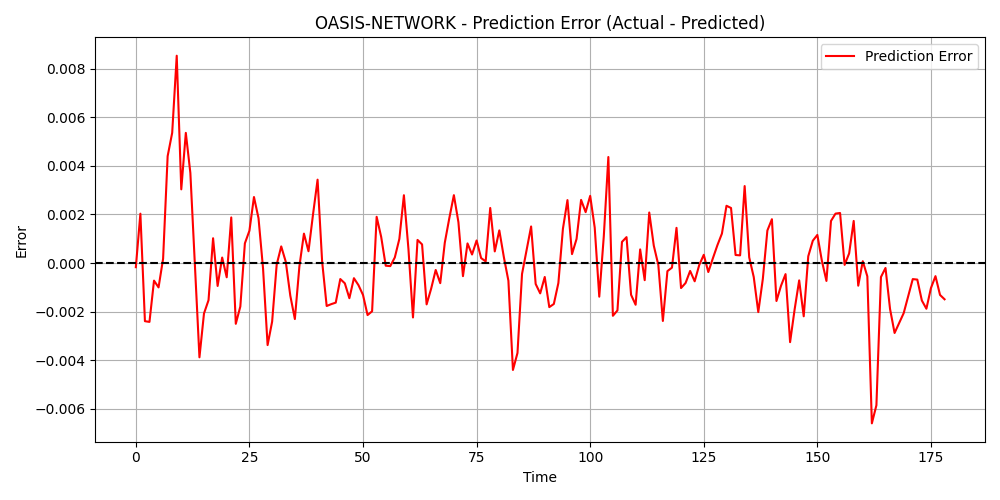 OASIS-NETWORK - Prediction Error (Actual - Predicted)
Prediction Error
0.008
0.006
0.004
0.002
0.000
−0.002
−0.004
−0.006
Error
0 25 50 75 100 125 150 175
Time